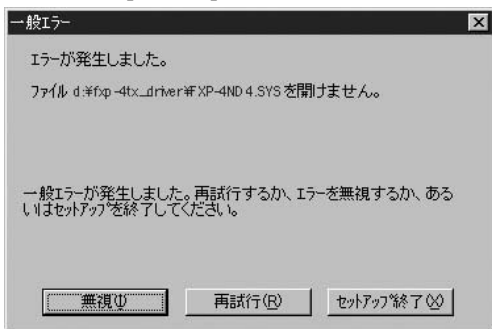 一般ｴﾗｰ
ｴﾗｰが発生しました。
ﾌｧｲﾙ d:¥fxp-4tx_driver¥FXP-4ND4.SYS を開けません。
一般ｴﾗｰが発生しました。再試行するか、ｴﾗｰを無視するか、ある
いはｾｯﾄｱｯﾌﾟを終了してください。
無視(I) 再試行(R) ｾｯﾄｱｯﾌﾟ終了(X)